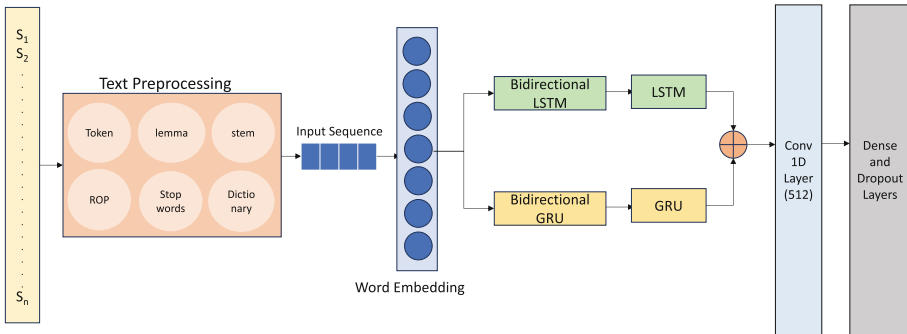 S1
S2
Sn
Text Preprocessing
Token
lemma
stem
ROP
Stop
words
Dictio
nary
Input Sequence
Word Embedding
Bidirectional
LSTM
LSTM
Bidirectional
GRU
GRU
Conv
1D
Layer
(512)
Dense
and
Dropout
Layers